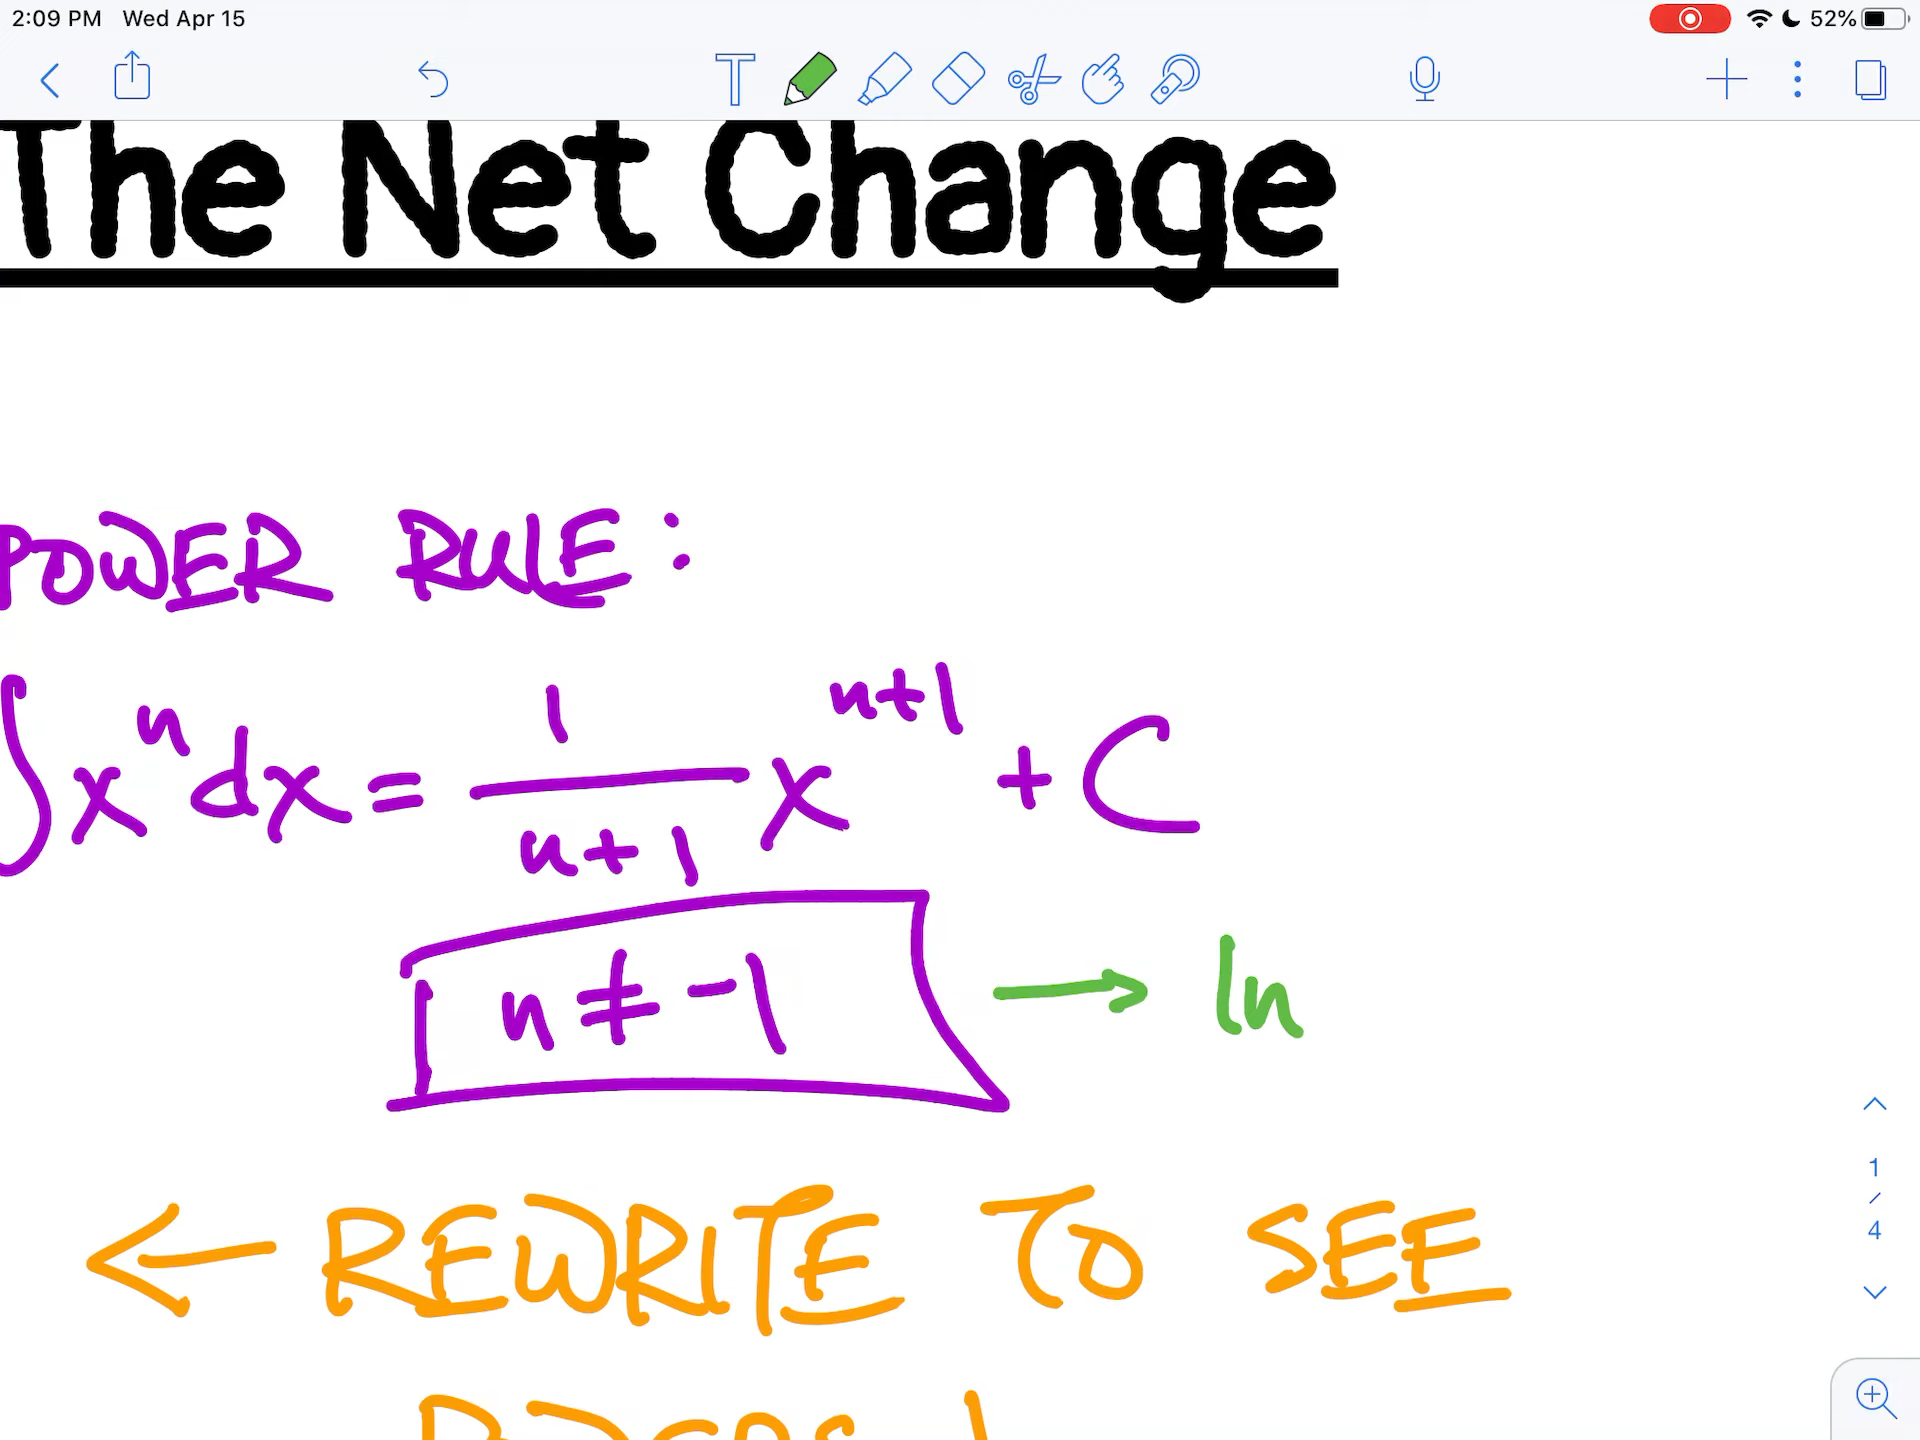 2:09 PM Wed Apr 15
52%
The Net Change
POWER RULE:
∫xⁿdx = 1/(n+1) xⁿ⁺¹ + C
n ≠ -1 → ln
← REWRITE TO SEE
1
/
4